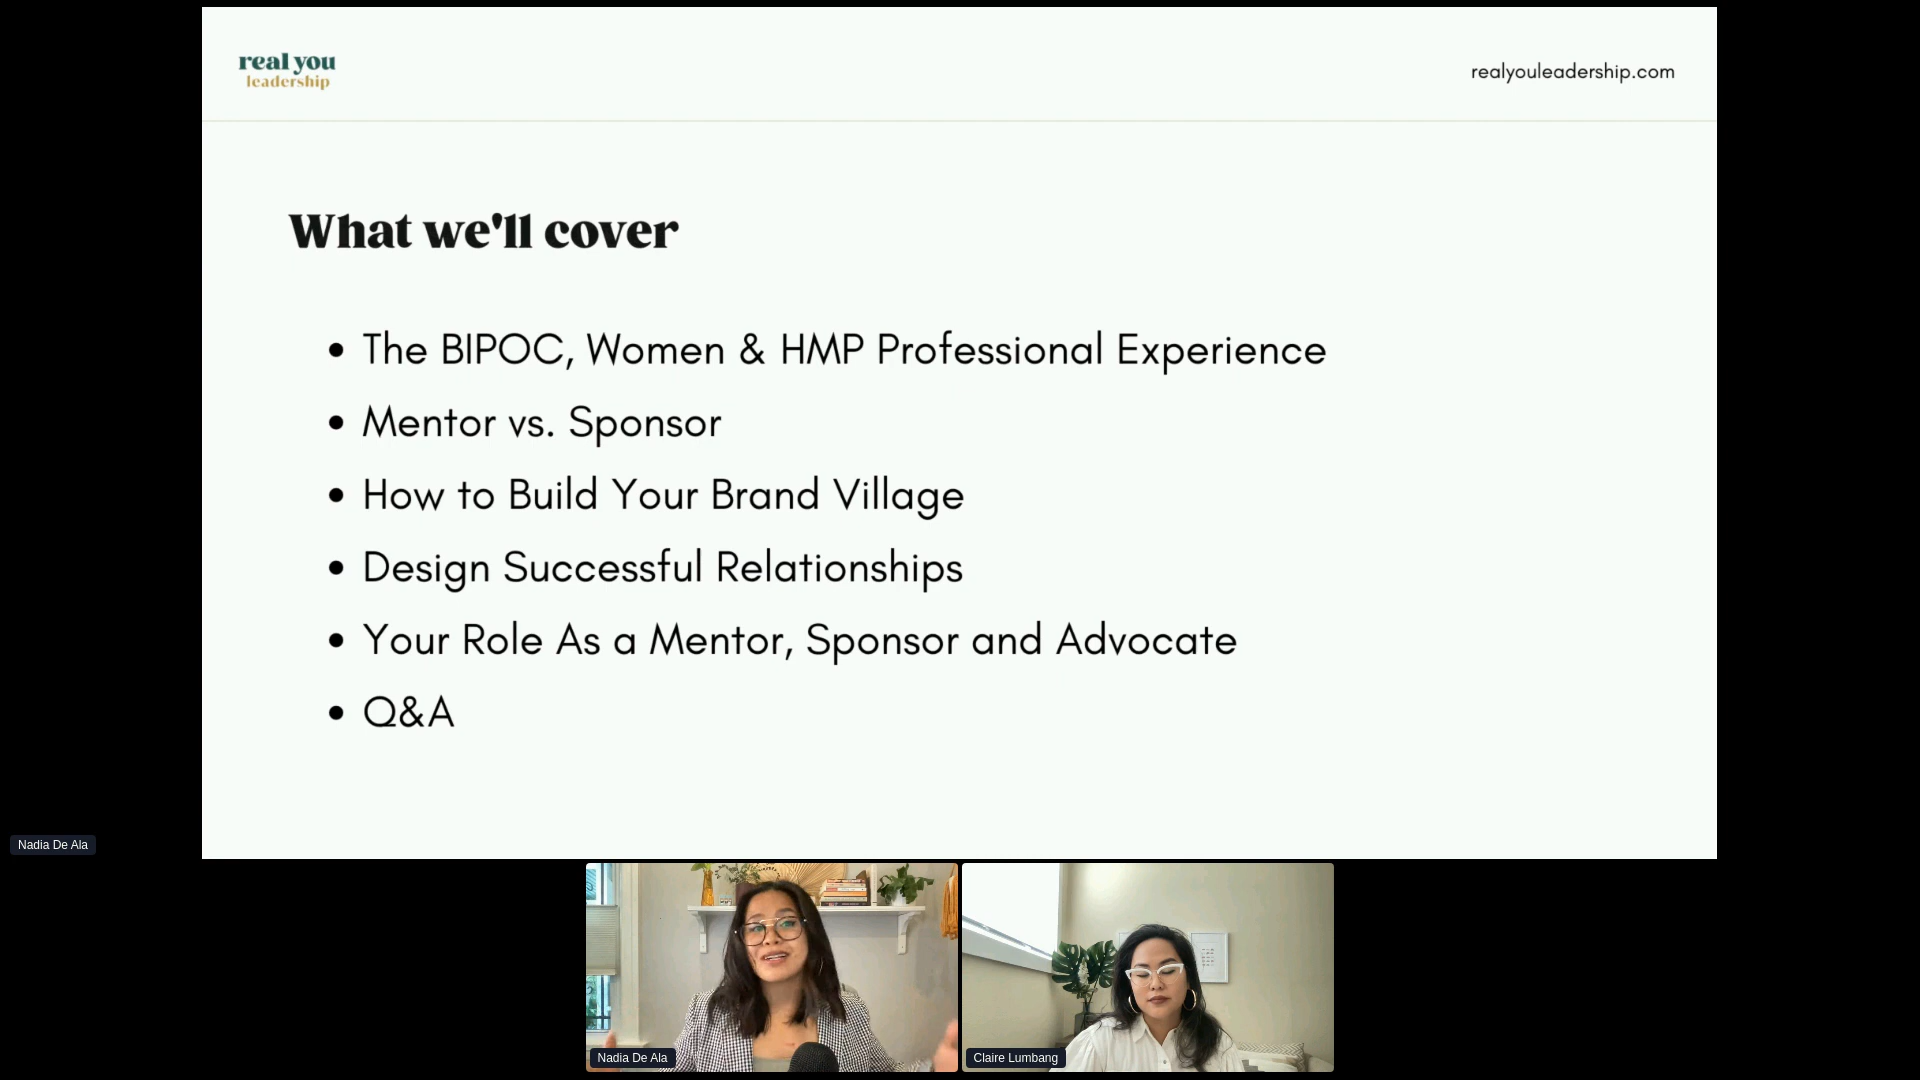 real you
leadership
realyouleadership.com
What we'll cover
• The BIPOC, Women & HMP Professional Experience
• Mentor vs. Sponsor
• How to Build Your Brand Village
• Design Successful Relationships
• Your Role As a Mentor, Sponsor and Advocate
• Q&A
Nadia De Ala
Nadia De Ala
Claire Lumbang